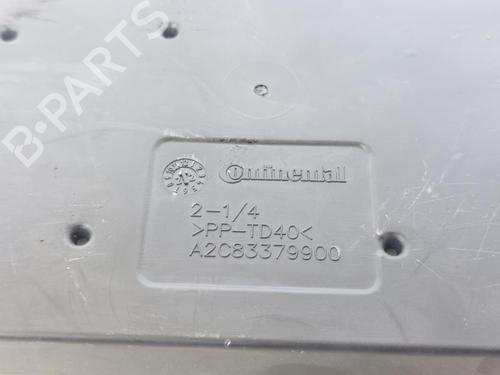 B-PARTS
Continental
2-1/4
>PP-TD40<
A2C83379900